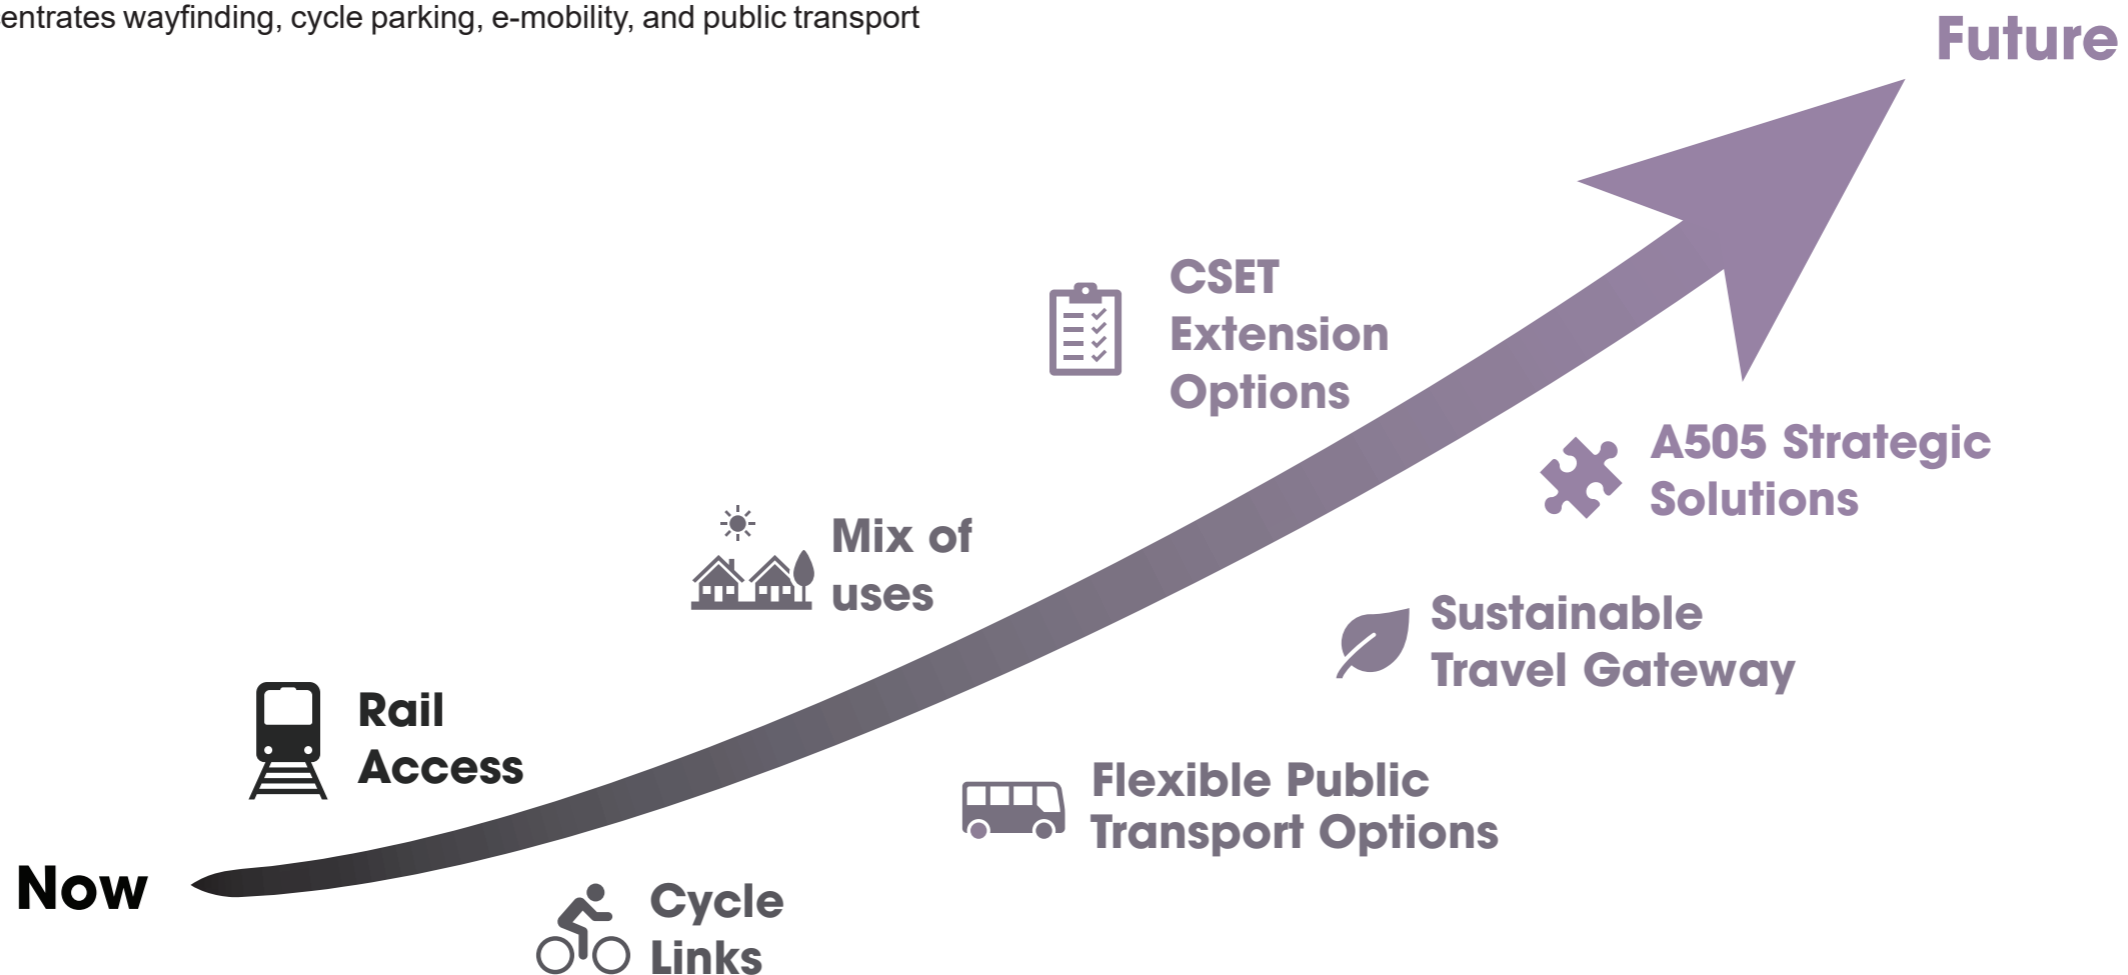 entrates wayfinding, cycle parking, e-mobility, and public transport
Future
CSET
Extension
Options
A505 Strategic
Solutions
Mix of
uses
Sustainable
Travel Gateway
Rail
Access
Flexible Public
Transport Options
Now
Cycle
Links